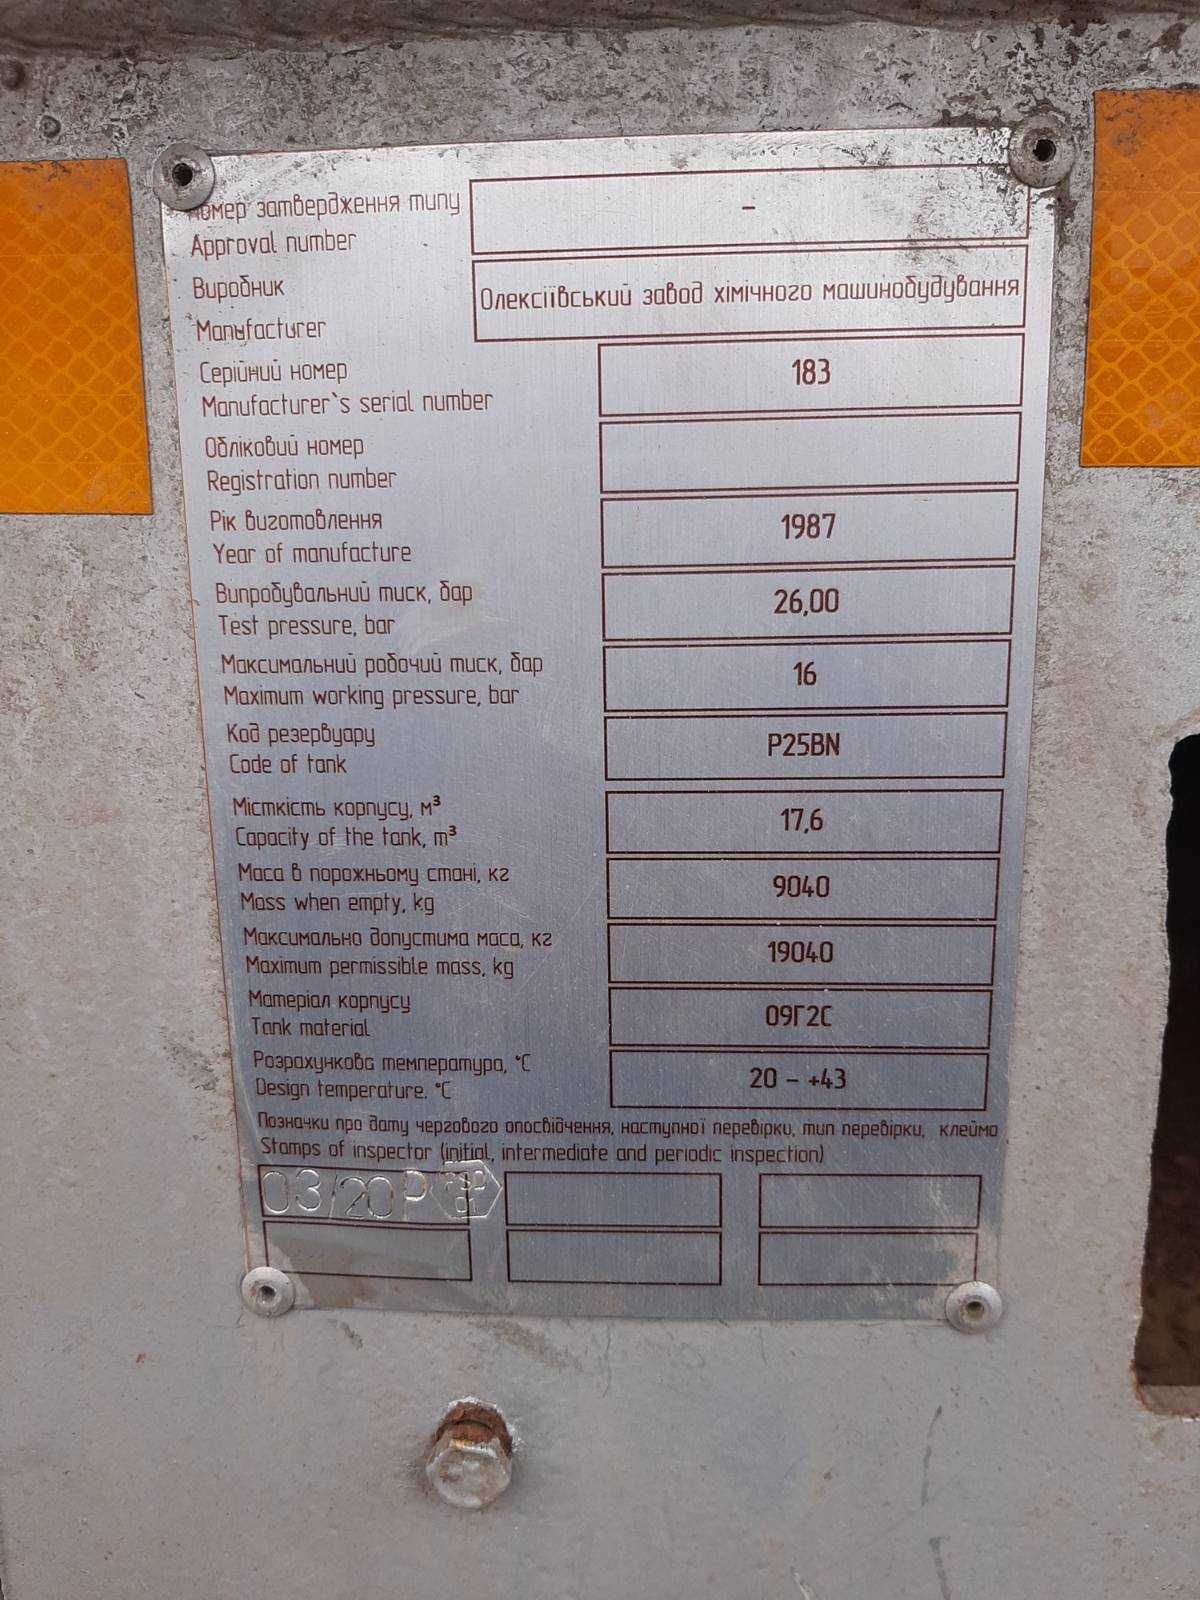 Номер затвердження типу
Approval number
-
Виробник
Manufacturer
Олексіївський завод хімічного машинобудування
Серійний номер
Manufacturer`s serial number
183
Обліковий номер
Registration number
Рік виготовлення
Year of manufacture
1987
Випробувальний тиск, бар
Test pressure, bar
26,00
Максимальний робочий тиск, бар
Maximum working pressure, bar
16
Код резервуару
Code of tank
P25BN
Місткість корпусу, м³
Capacity of the tank, m³
17,6
Маса в порожньому стані, кг
Mass when empty, kg
9040
Максимально допустима маса, кг
Maximum permissible mass, kg
19040
Матеріал корпусу
Tank material
09Г2С
Розрахункова температура, °С
Design temperature. °C
20 – +43
Позначки про дату чергового опосвідчення, наступної перевірки, тип перевірки, клеймо
Stamps of inspector (initial, intermediate and periodic inspection)
03/20 P
01